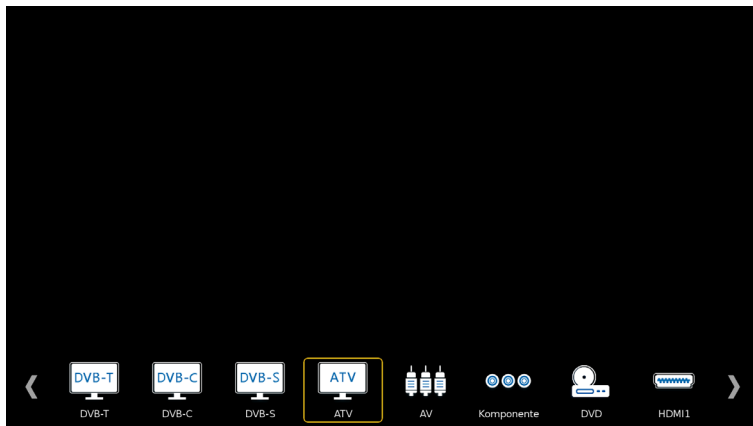 DVB-T DVB-C DVB-S ATV
DVB-T DVB-C DVB-S ATV AV Komponente DVD HDMI1